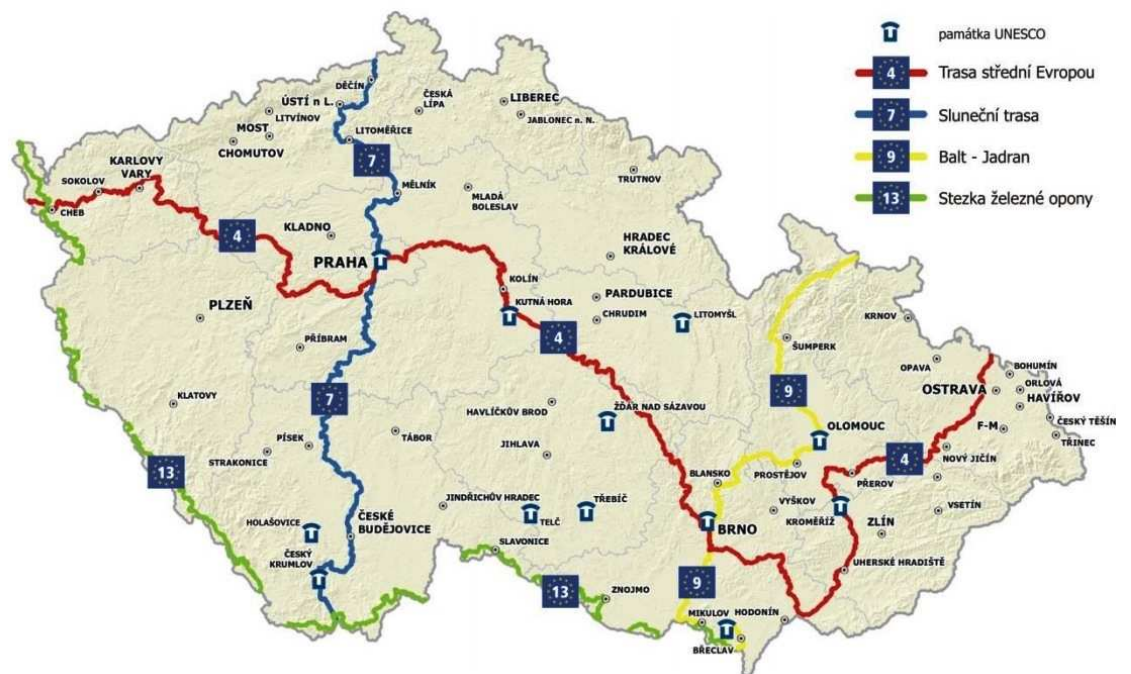 památka UNESCO
4 Trasa střední Evropou
7 Sluneční trasa
9 Balt - Jadran
13 Stezka železné opony
DĚČÍN
ÚSTÍ n L.
LITVÍNOV
ČESKÁ
LÍPA
LIBEREC
JABLONEC n. N.
MOST
CHOMUTOV
LITOMĚŘICE
7
TRUTNOV
KARLOVY
VARY
SOKOLOV
CHEB
MĚLNÍK
MLADÁ
BOLESLAV
4
KLADNO
PRAHA
HRADEC
KRÁLOVÉ
KOLÍN
KUTNÁ HORA
PARDUBICE
CHRUDIM
LITOMYŠL
4
PLZEŇ
PŘÍBRAM
KRNOV
ŠUMPERK
OPAVA
BOHUMÍN
OSTRAVA
ORLOVÁ
HAVÍŘOV
9
7
KLATOVY
HAVLÍČKŮV BROD
ŽĎÁR NAD SÁZAVOU
ČESKÝ TĚŠÍN
F-M
TŘINEC
OLOMOUC
PÍSEK
TÁBOR
JIHLAVA
STRAKONICE
4
NOVÝ JIČÍN
13
BLANSKO
PROSTĚJOV
PŘEROV
JINDŘICHŮV HRADEC
TŘEBÍČ
TELČ
VYŠKOV
KROMĚŘÍŽ
VSETÍN
ZLÍN
HOLAŠOVICE
ČESKÉ
BUDĚJOVICE
BRNO
SLAVONICE
ČESKÝ
KRUMLOV
UHERSKÉ HRADIŠTĚ
13
ZNOJMO
9
MIKULOV
HODONÍN
BŘECLAV